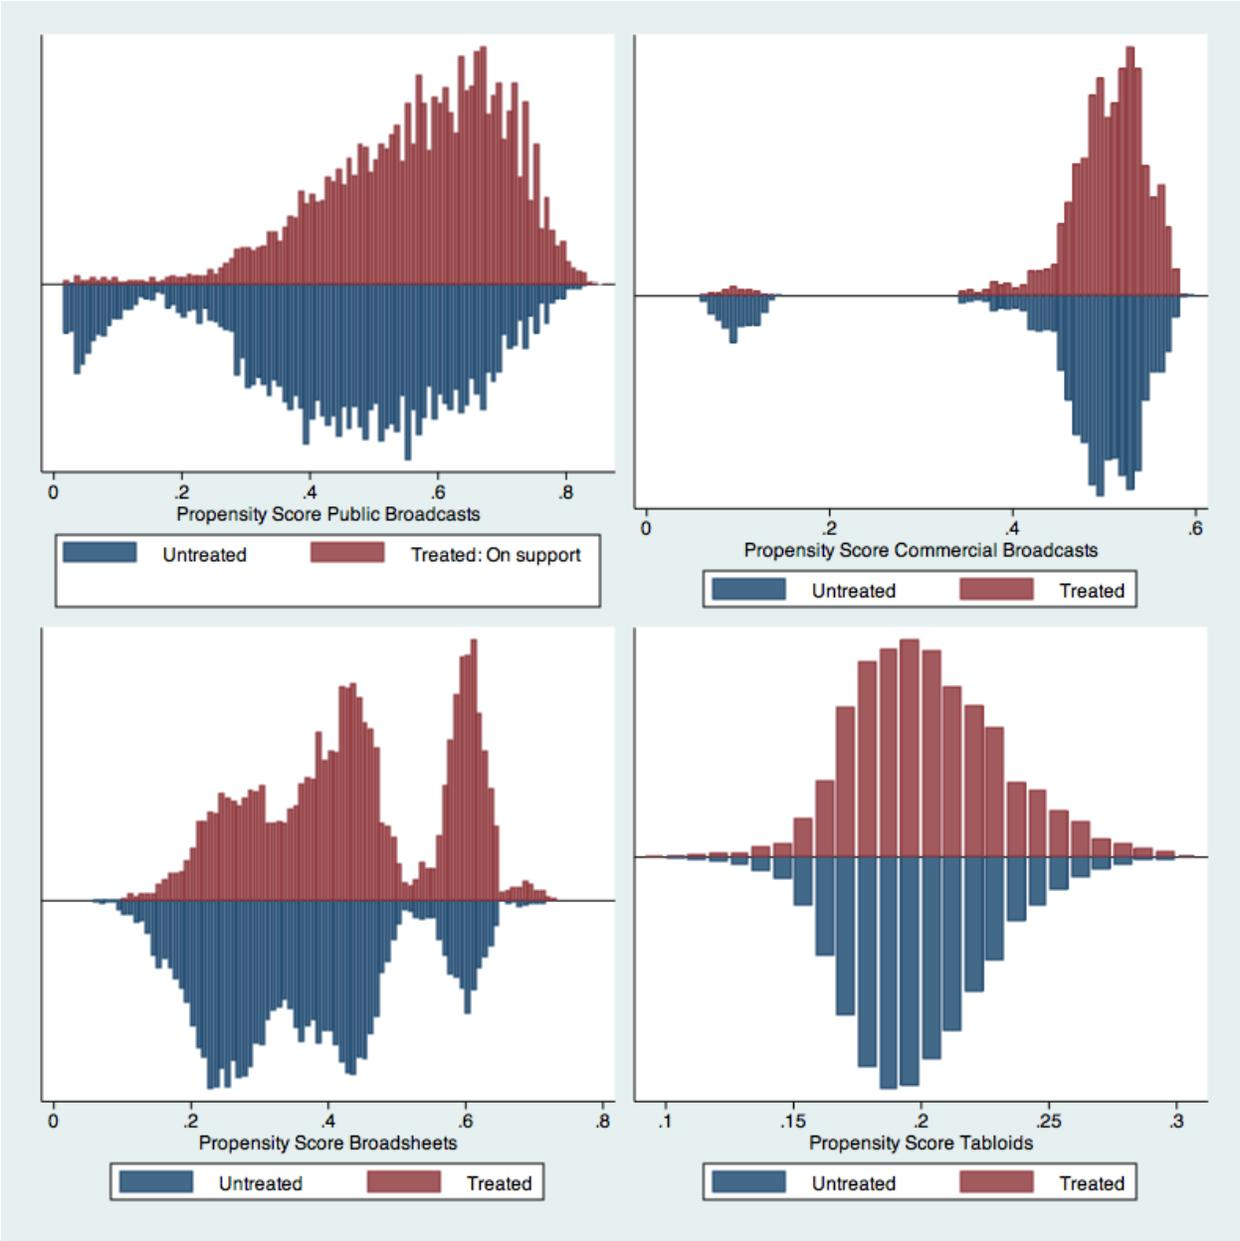 0 .2 .4 .6 .8
Propensity Score Public Broadcasts
Untreated Treated: On support
0 .2 .4 .6
Propensity Score Commercial Broadcasts
Untreated Treated
0 .2 .4 .6 .8
Propensity Score Broadsheets
Untreated Treated
.1 .15 .2 .25 .3
Propensity Score Tabloids
Untreated Treated